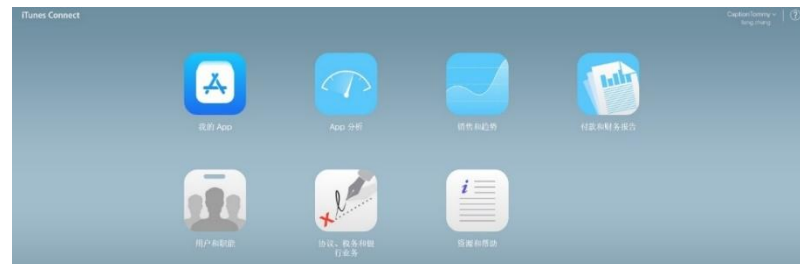 iTunes Connect
CaptionTommy
我的 App
App 分析
销售和趋势
付款和财务报告
用户和职能
协议、税务和银
行业务
资源和帮助